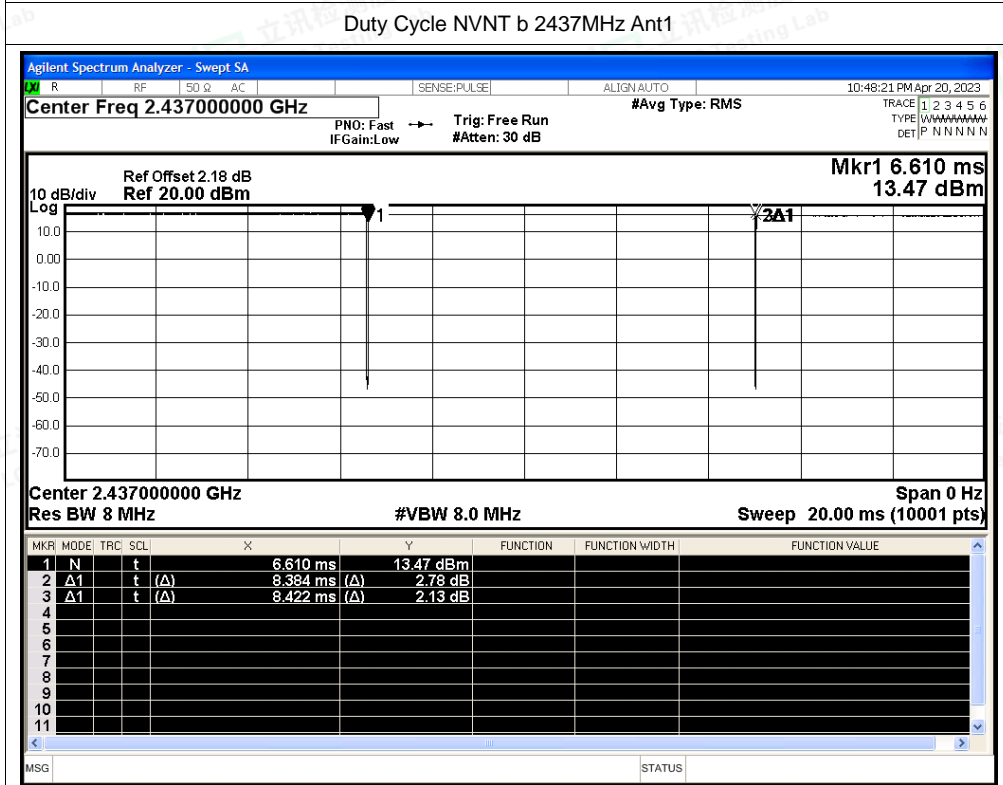 Duty Cycle NVNT b 2437MHz Ant1
Agilent Spectrum Analyzer - Swept SA
LXI R RF 50 Ω AC SENSE:PULSE ALIGN AUTO 10:48:21 PM Apr 20, 2023
Center Freq 2.437000000 GHz #Avg Type: RMS TRACE 1 2 3 4 5 6
PNO: Fast Trig: Free Run TYPE WWWWWW
IFGain:Low #Atten: 30 dB DET P N N N N N
Mkr1 6.610 ms
Ref Offset 2.18 dB
10 dB/div Ref 20.00 dBm 13.47 dBm
Log
1 2Δ1
10.0
0.00
-10.0
-20.0
-30.0
-40.0
-50.0
-60.0
-70.0
Center 2.437000000 GHz Span 0 Hz
Res BW 8 MHz #VBW 8.0 MHz Sweep 20.00 ms (10001 pts)
MKR MODE TRC SCL X Y FUNCTION FUNCTION WIDTH FUNCTION VALUE
1 N t 6.610 ms 13.47 dBm
2 Δ1 t (Δ) 8.384 ms (Δ) 2.78 dB
3 Δ1 t (Δ) 8.422 ms (Δ) 2.13 dB
4
5
6
7
8
9
10
11
MSG STATUS